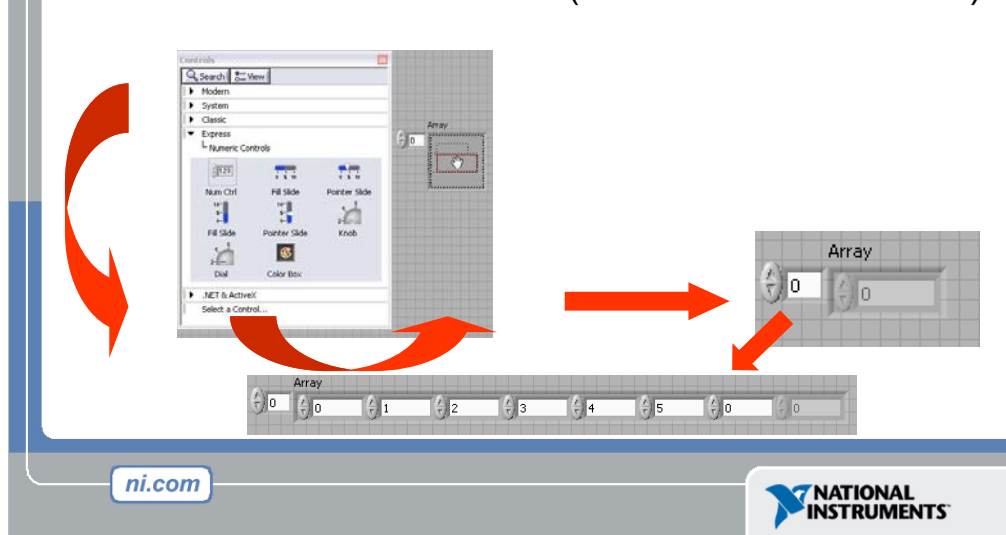 Controls
Search View
Modern
System
Classic
Express
Numeric Controls
Num Ctrl Fill Slide Pointer Slide
Fill Slide Pointer Slide Knob
Dial Color Box
.NET & ActiveX
Select a Control...
Array
0
Array
0 0
Array
0 0 1 2 3 4 5 0 0
ni.com
NATIONAL
INSTRUMENTS